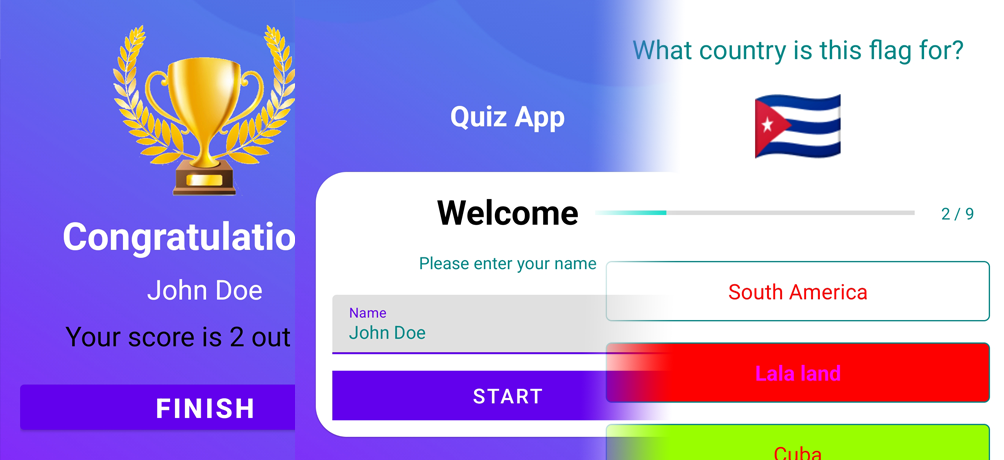 Congratulatio
John Doe
Your score is 2 out
FINISH
Quiz App
Welcome
Please enter your name
Name
John Doe
START
What country is this flag for?
2 / 9
South America
Lala land
Cuba